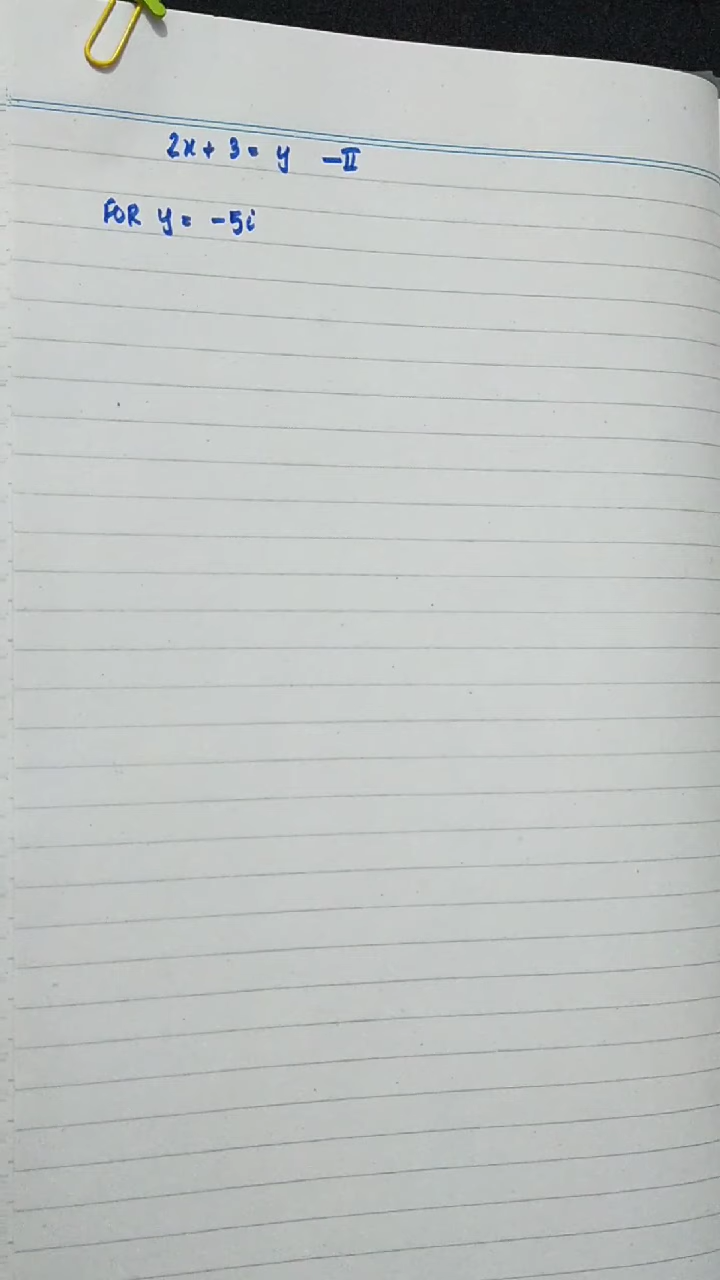 2x + 3 = y - II
FOR y = -5i